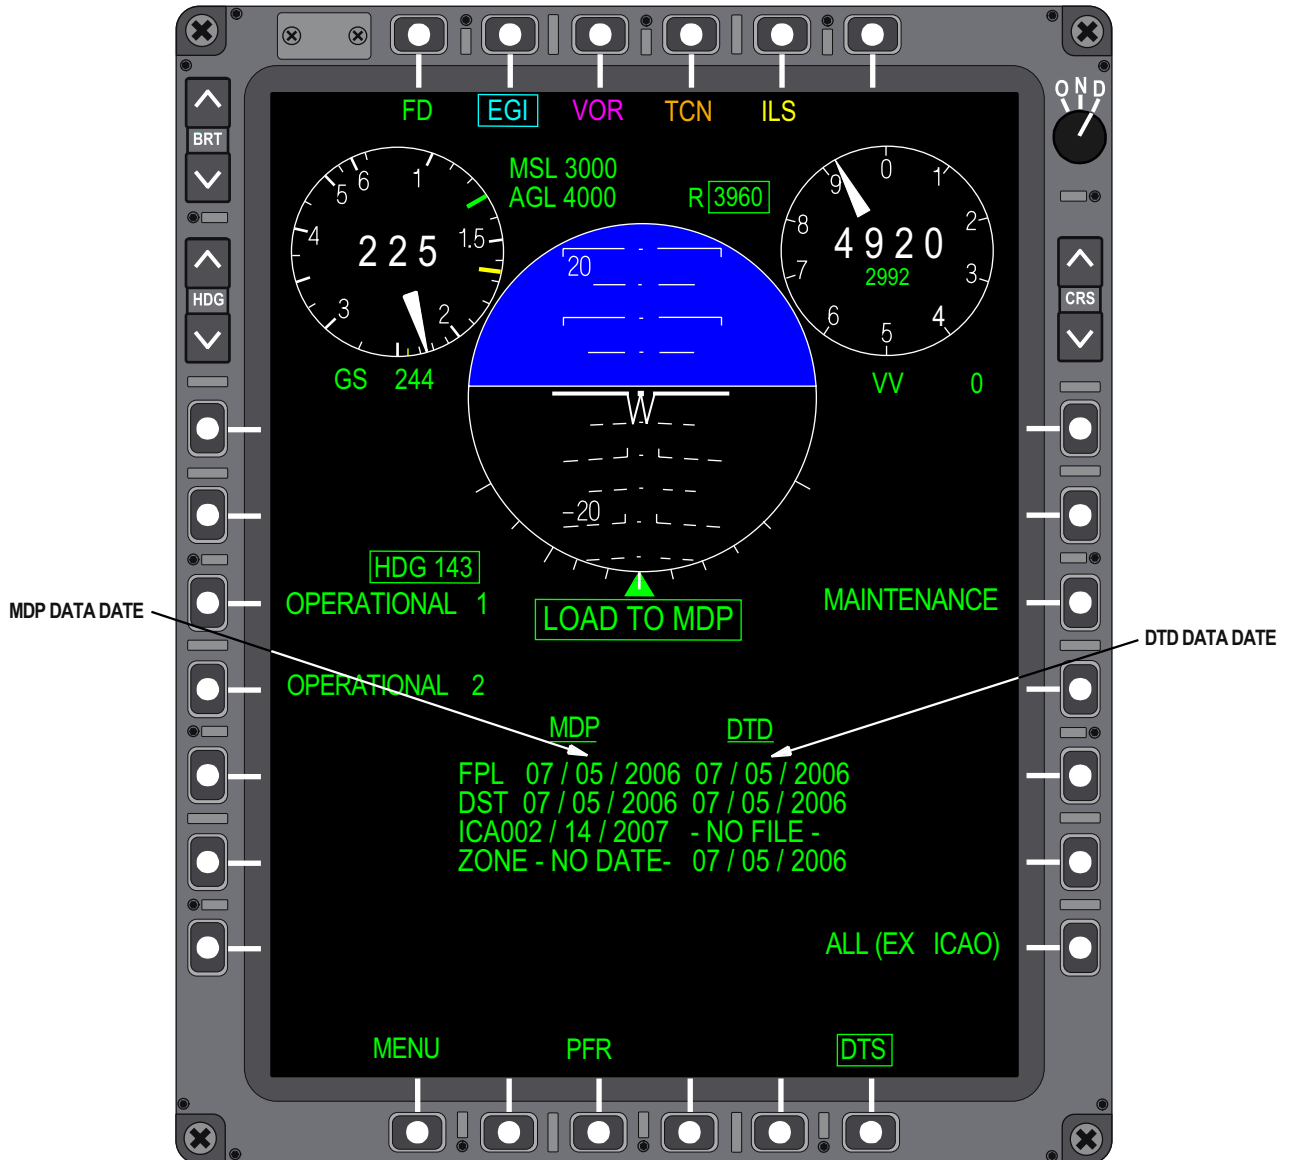 O N D
FD EGI VOR TCN ILS
BRT
MSL 3000
AGL 4000
R 3960
1 1.5 2 3 4 5 6
225
0 1 2 3 4 5 6 7 8 9
4920
2992
20
HDG
CRS
GS 244
VV 0
-20
HDG 143
OPERATIONAL 1
LOAD TO MDP
MAINTENANCE
MDP DATA DATE
DTD DATA DATE
OPERATIONAL 2
MDP DTD
FPL 07 / 05 / 2006 07 / 05 / 2006
DST 07 / 05 / 2006 07 / 05 / 2006
ICA002 / 14 / 2007 - NO FILE -
ZONE - NO DATE- 07 / 05 / 2006
ALL (EX ICAO)
MENU PFR DTS